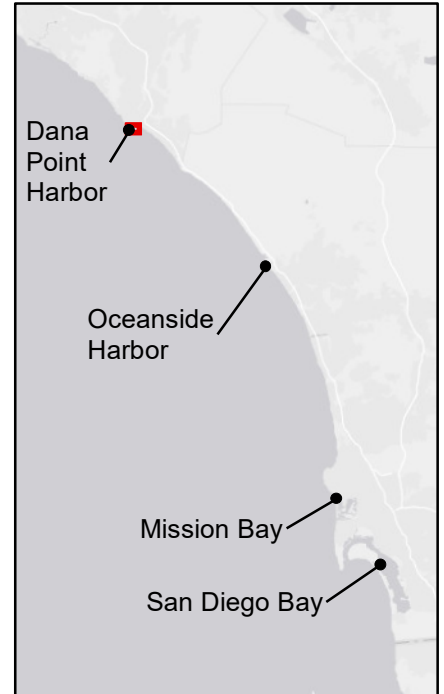 Dana
Point
Harbor
Oceanside
Harbor
Mission Bay
San Diego Bay